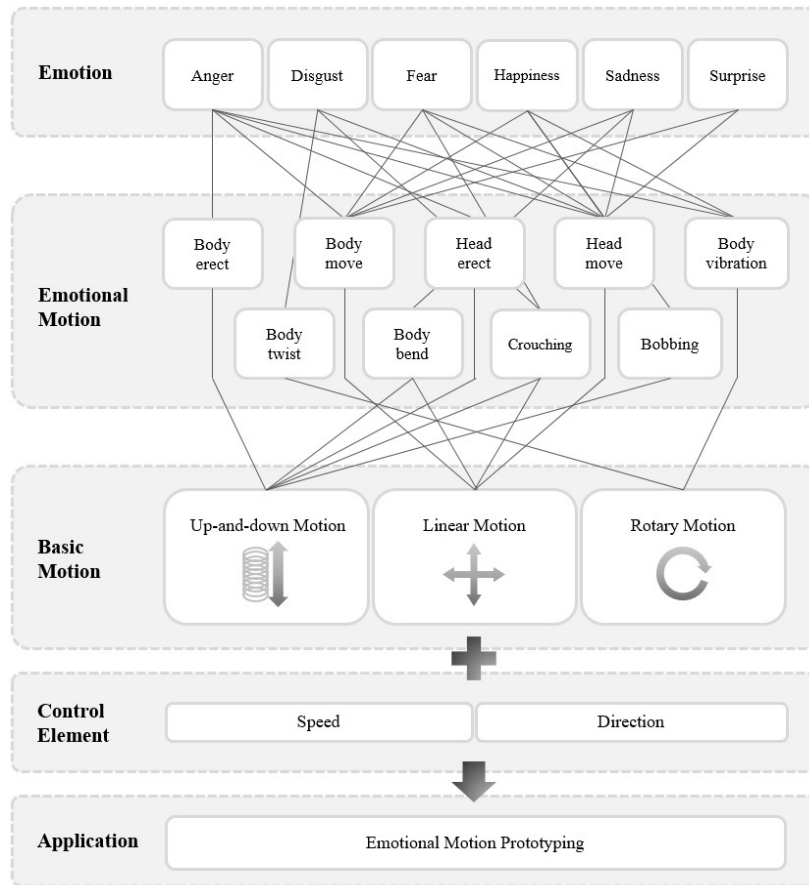 Emotion
Anger
Disgust
Fear
Happiness
Sadness
Surprise
Emotional
Motion
Body
erect
Body
move
Head
erect
Head
move
Body
vibration
Body
twist
Body
bend
Crouching
Bobbing
Basic
Motion
Up-and-down Motion
Linear Motion
Rotary Motion
Control
Element
Speed
Direction
Application
Emotional Motion Prototyping